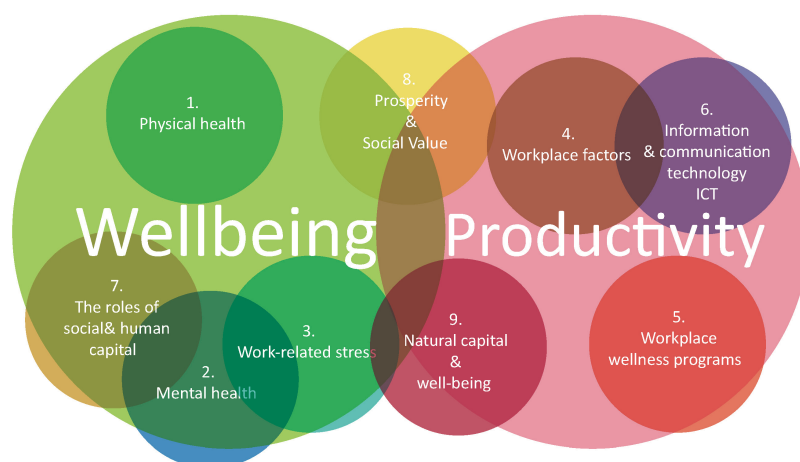 1.
Physical health
8.
Prosperity
&
Social Value
4.
Workplace factors
6.
Information
& communication
technology
ICT
Wellbeing
Productivity
7.
The roles of
social& human
capital
2.
Mental health
3.
Work-related stress
9.
Natural capital
&
well-being
5.
Workplace
wellness programs